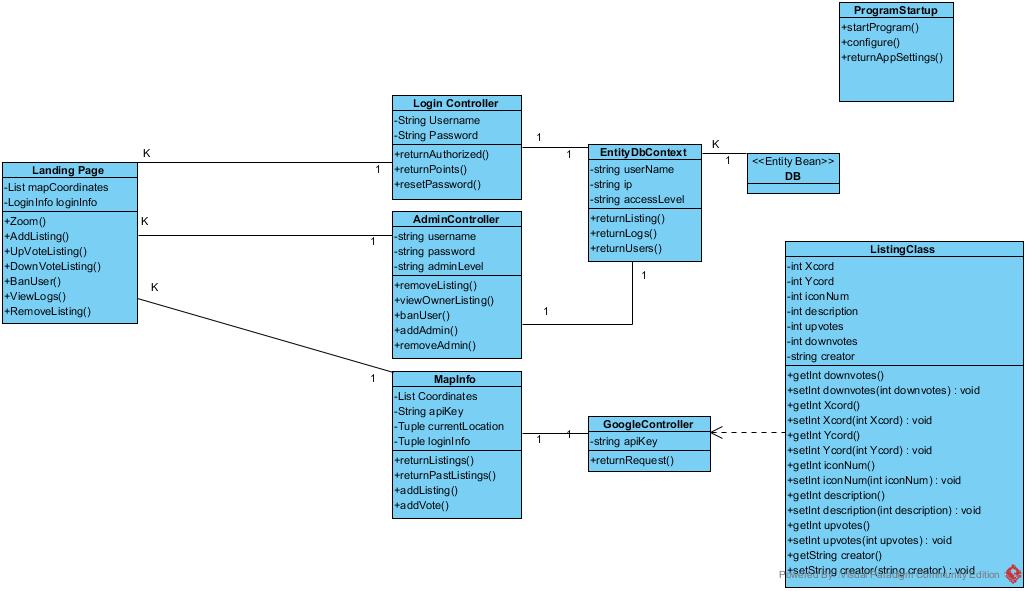 ProgramStartup
+startProgram()
+configure()
+returnAppSettings()
Login Controller
-String Username
-String Password
+returnAuthorized()
+returnPoints()
+resetPassword()
K
1
1
1
EntityDbContext
-string userName
-string ip
-string accessLevel
+returnListing()
+returnLogs()
+returnUsers()
K
1
<<Entity Bean>>
DB
Landing Page
-List mapCoordinates
-LoginInfo loginInfo
+Zoom()
+AddListing()
+UpVoteListing()
+DownVoteListing()
+BanUser()
+ViewLogs()
+RemoveListing()
K
1
AdminController
-string username
-string password
-string adminLevel
+removeListing()
+viewOwnerListing()
+banUser()
+addAdmin()
+removeAdmin()
1
1
K
1
MapInfo
-List Coordinates
-String apiKey
-Tuple currentLocation
-Tuple loginInfo
+returnListings()
+returnPastListings()
+addListing()
+addVote()
1
1
GoogleController
-string apiKey
+returnRequest()
ListingClass
-int Xcord
-int Ycord
-int iconNum
-int description
-int upvotes
-int downvotes
-string creator
+getInt downvotes()
+setInt downvotes(int downvotes) : void
+getInt Xcord()
+setInt Xcord(int Xcord) : void
+getInt Ycord()
+setInt Ycord(int Ycord) : void
+getInt iconNum()
+setInt iconNum(int iconNum) : void
+getInt description()
+setInt description(int description) : void
+getInt upvotes()
+setInt upvotes(int upvotes) : void
+getString creator()
+setString creator(string creator) : void
Powered By Visual Paradigm Community Edition